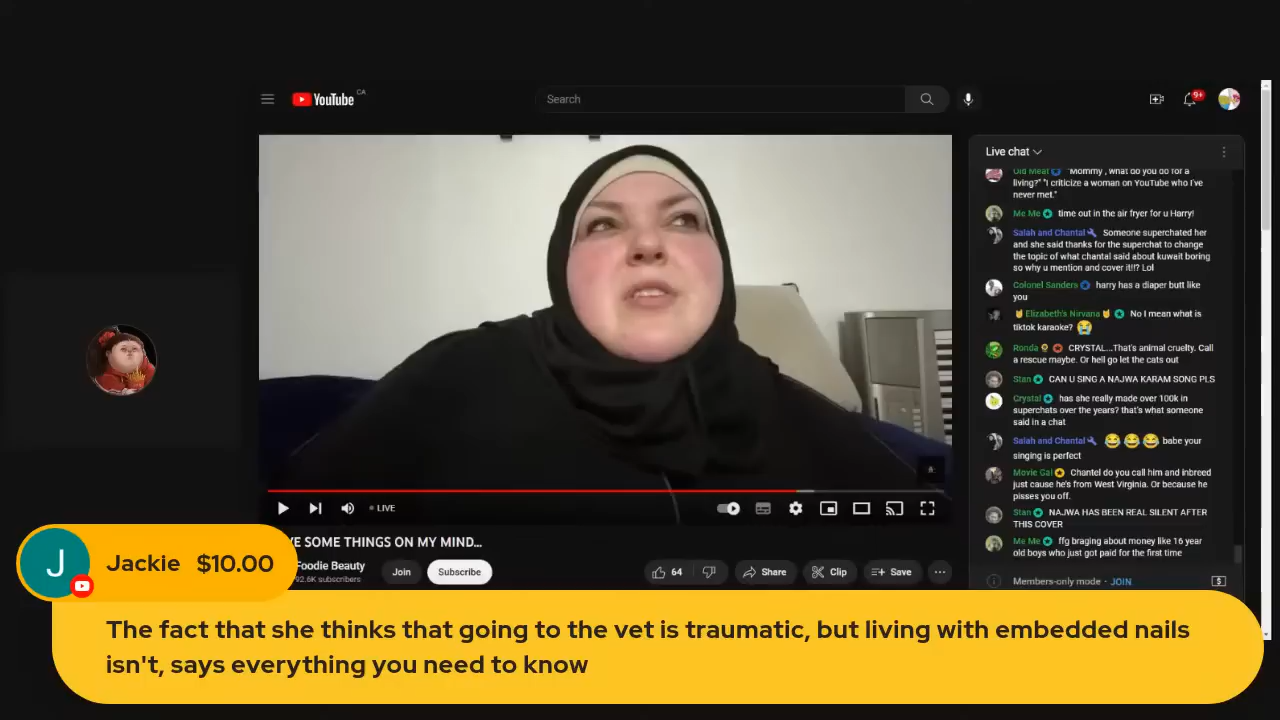 YouTube CA
Search
9+
Live chat
Old Meat "Mommy, what do you do for a
living?" "I criticize a woman on YouTube who I've
never met."
Me Me time out in the air fryer for u Harry!
Salah and Chantal Someone superchated her
and she said thanks for the superchat to change
the topic of what chantal said about kuwait boring
so why u mention and cover it!!? Lol
Colonel Sanders harry has a diaper butt like
you
Elizabeth's Nirvana No I mean what is
tiktok karaoke? 😭
Ronda CRYSTAL...That's animal cruelty. Call
a rescue maybe. Or hell go let the cats out
Stan CAN U SING A NAJWA KARAM SONG PLS
Crystal has she really made over 100k in
superchats over the years? that's what someone
said in a chat
Salah and Chantal 😂😂😂 babe your
singing is perfect
Movie Gal Chantel do you call him and inbreed
just cause he's from West Virginia. Or because he
pisses you off.
Stan NAJWA HAS BEEN REAL SILENT AFTER
THIS COVER
Me Me ffg braging about money like 16 year
old boys who just got paid for the first time
Members-only mode · JOIN
LIVE
VE SOME THINGS ON MY MIND...
Foodie Beauty
92.6K subscribers
Join
Subscribe
64
Share
Clip
Save
J
Jackie $10.00
The fact that she thinks that going to the vet is traumatic, but living with embedded nails
isn't, says everything you need to know